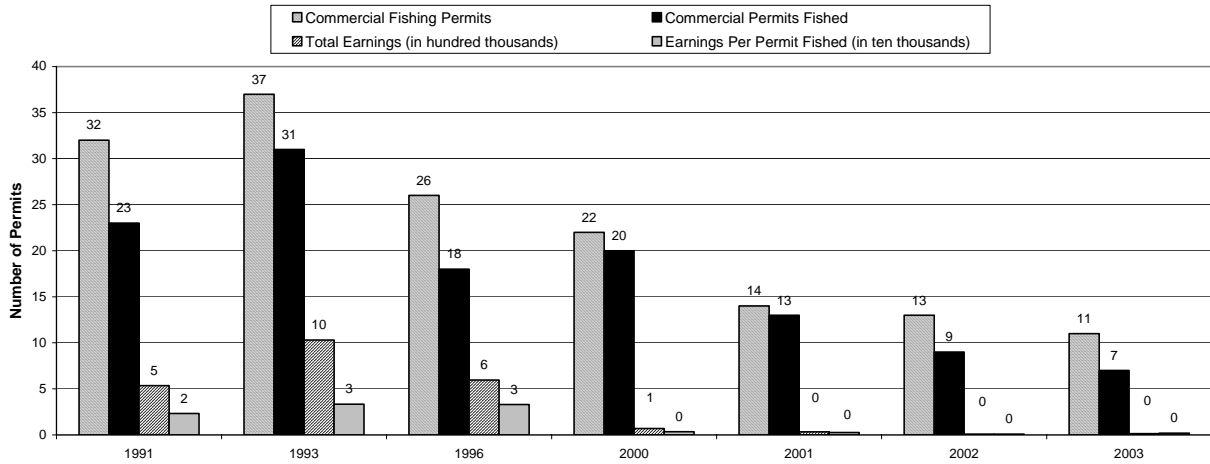 Commercial Fishing Permits Commercial Permits Fished
Total Earnings (in hundred thousands) Earnings Per Permit Fished (in ten thousands)
Number of Permits
40
35
30
25
20
15
10
5
0
32 23 5 2
37 31 10 3
26 18 6 3
22 20 1 0
14 13 0 0
13 9 0 0
11 7 0 0
1991 1993 1996 2000 2001 2002 2003